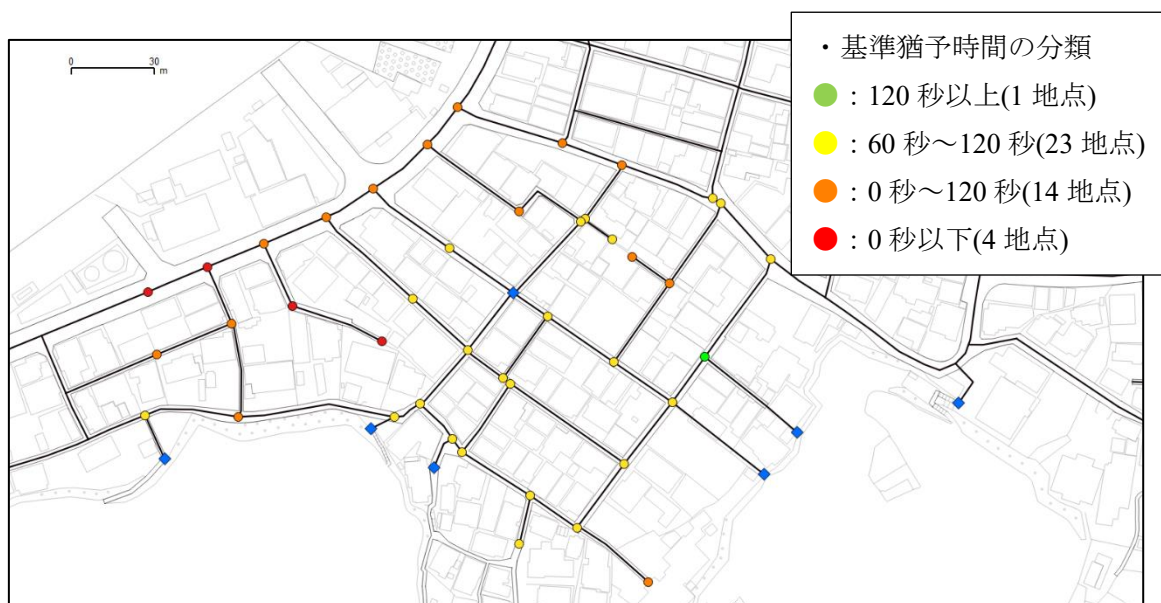 ・基準猶予時間の分類
：120 秒以上(1 地点)
：60 秒～120 秒(23 地点)
：0 秒～120 秒(14 地点)
：0 秒以下(4 地点)
0 30
m